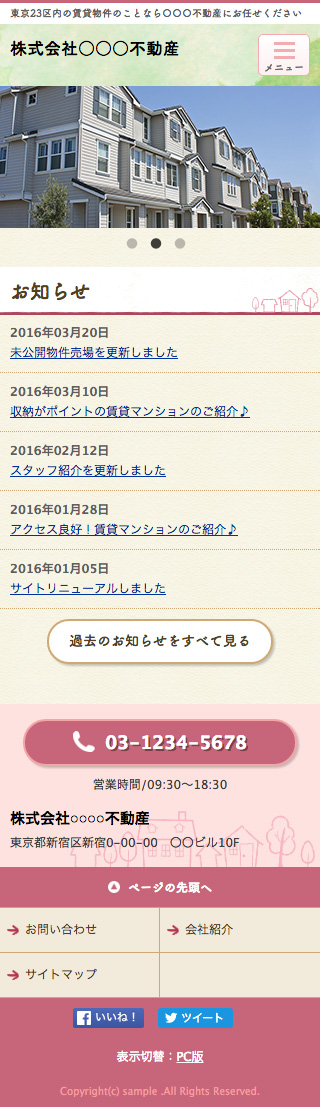 東京23区内の賃貸物件のことなら〇〇〇不動産にお任せください
株式会社〇〇〇不動産
メニュー
お知らせ
2016年03月20日
未公開物件売場を更新しました
2016年03月10日
収納がポイントの賃貸マンションのご紹介♪
2016年02月12日
スタッフ紹介を更新しました
2016年01月28日
アクセス良好！賃貸マンションのご紹介♪
2016年01月05日
サイトリニューアルしました
過去のお知らせをすべて見る
03-1234-5678
営業時間/09:30〜18:30
株式会社○○○○不動産
東京都新宿区新宿0-00-00　〇〇ビル10F
ページの先頭へ
お問い合わせ
会社紹介
サイトマップ
いいね！
ツイート
表示切替：PC版
Copyright(c) sample .All Rights Reserved.